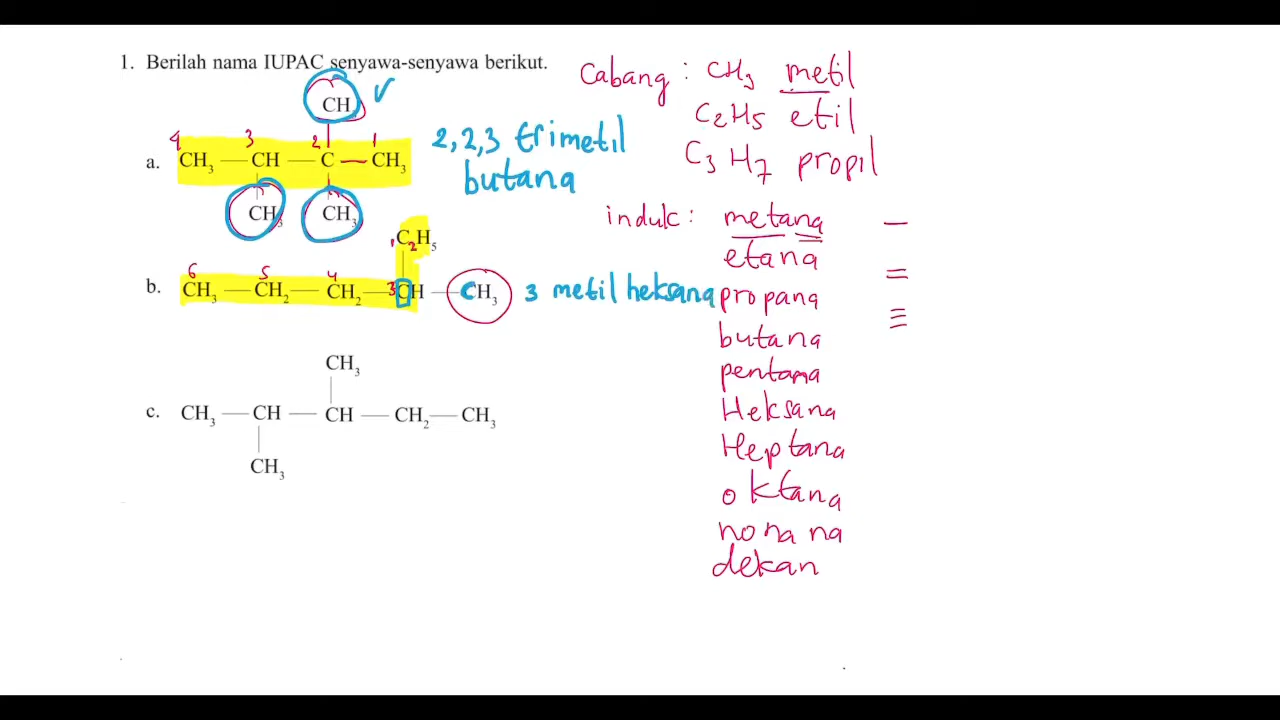 1. Berilah nama IUPAC senyawa-senyawa berikut.
Cabang : CH3 metil
C2H5 etil
C3H7 propil
CH3
4 3 2 1
a. CH3 — CH — C — CH3
CH3 CH3
2,2,3 trimetil
butana
induk : metana —
etana =
propana ≡
butana
pentana
Heksana
Heptana
oktana
nonana
dekan
1 C2H5 2
6 5 4 3
b. CH3 — CH2 — CH2 — CH — CH3
3 metil heksana
CH3
c. CH3 — CH — CH — CH2 — CH3
CH3